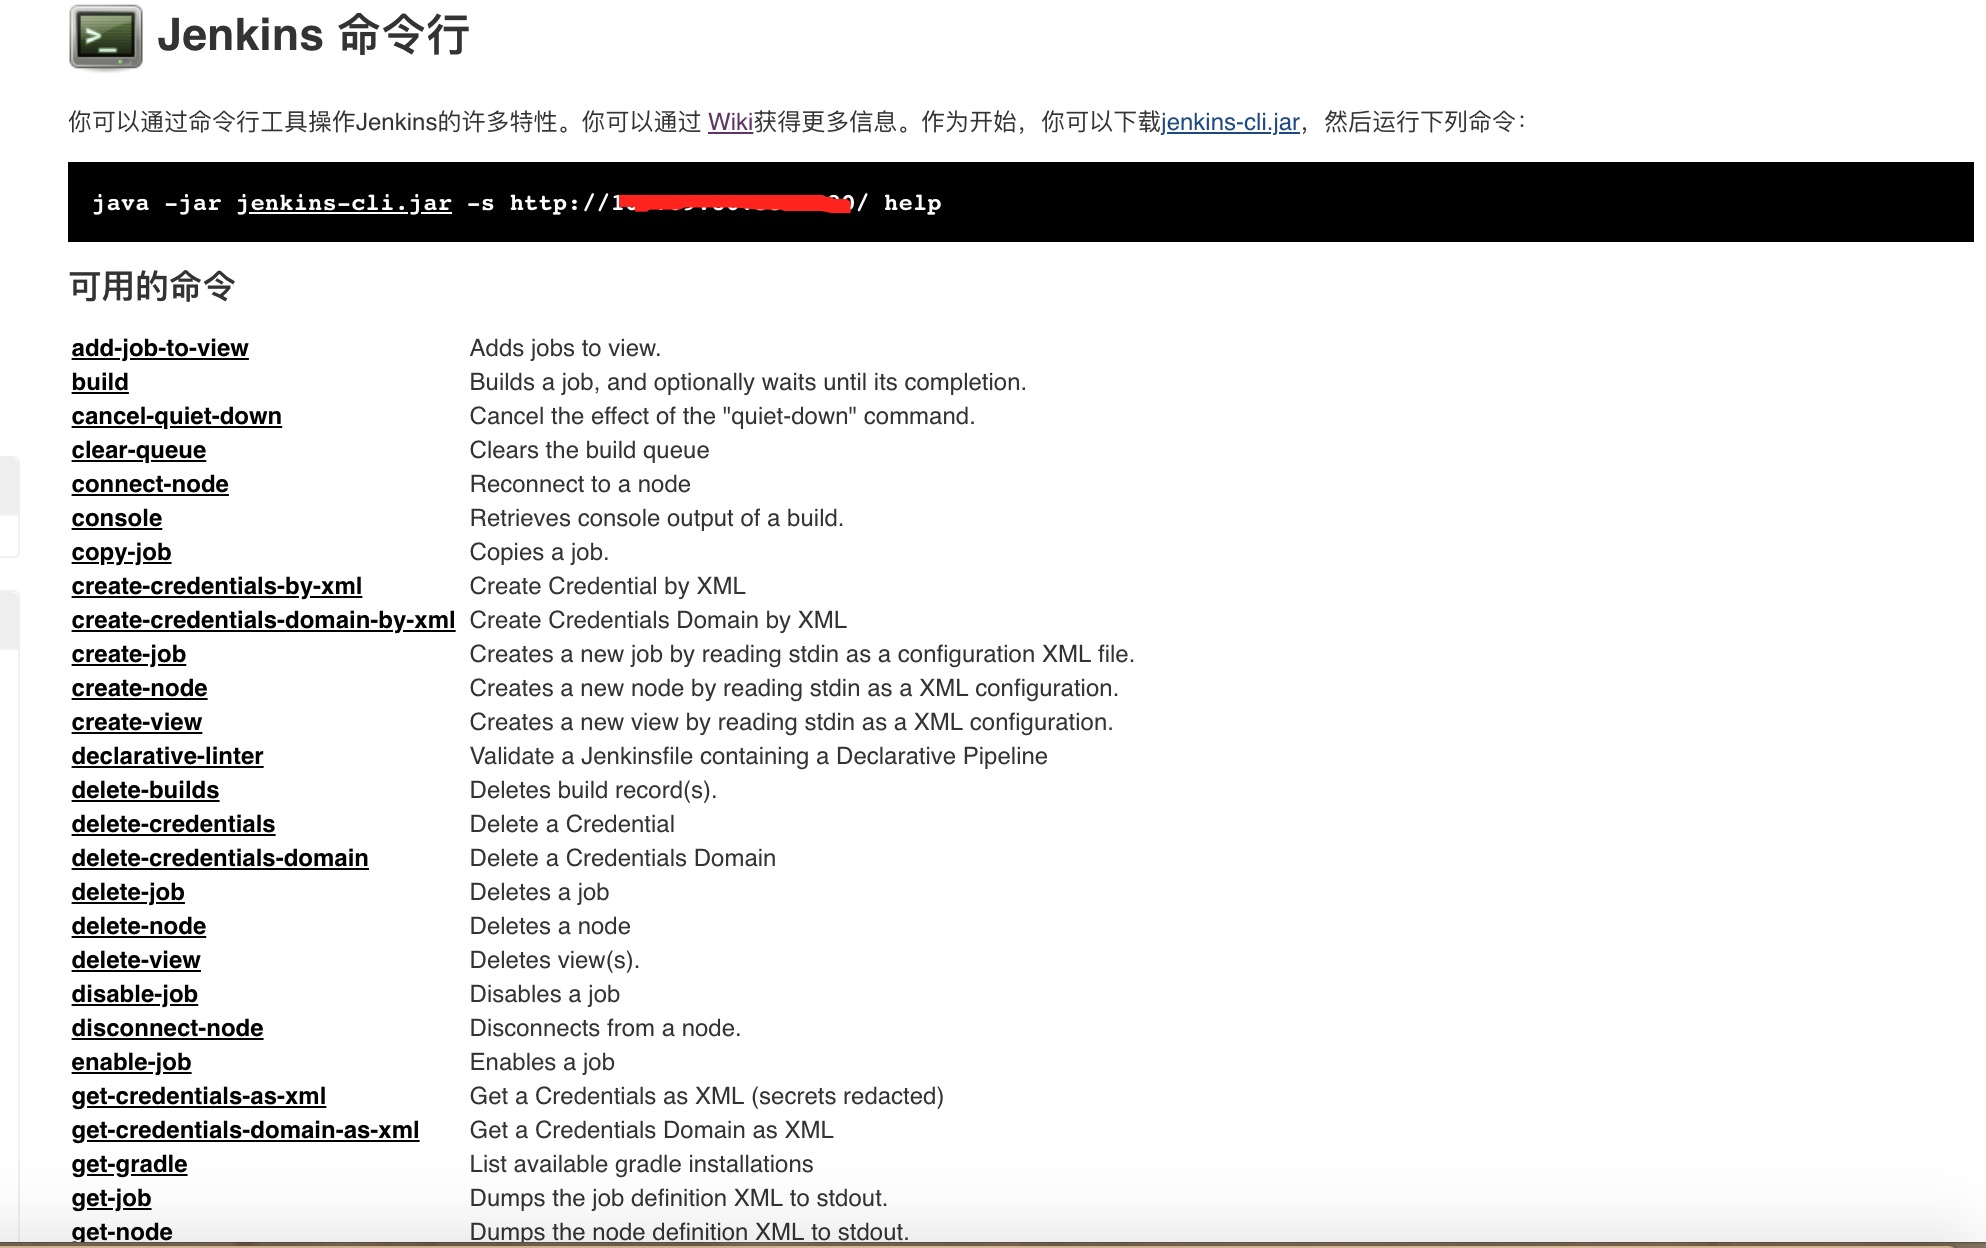 Jenkins 命令行
你可以通过命令行工具操作Jenkins的许多特性。你可以通过 Wiki获得更多信息。作为开始，你可以下载jenkins-cli.jar，然后运行下列命令：
java -jar jenkins-cli.jar -s http:// help
可用的命令
add-job-to-view Adds jobs to view.
build Builds a job, and optionally waits until its completion.
cancel-quiet-down Cancel the effect of the "quiet-down" command.
clear-queue Clears the build queue
connect-node Reconnect to a node
console Retrieves console output of a build.
copy-job Copies a job.
create-credentials-by-xml Create Credential by XML
create-credentials-domain-by-xml Create Credentials Domain by XML
create-job Creates a new job by reading stdin as a configuration XML file.
create-node Creates a new node by reading stdin as a XML configuration.
create-view Creates a new view by reading stdin as a XML configuration.
declarative-linter Validate a Jenkinsfile containing a Declarative Pipeline
delete-builds Deletes build record(s).
delete-credentials Delete a Credential
delete-credentials-domain Delete a Credentials Domain
delete-job Deletes a job
delete-node Deletes a node
delete-view Deletes view(s).
disable-job Disables a job
disconnect-node Disconnects from a node.
enable-job Enables a job
get-credentials-as-xml Get a Credentials as XML (secrets redacted)
get-credentials-domain-as-xml Get a Credentials Domain as XML
get-gradle List available gradle installations
get-job Dumps the job definition XML to stdout.
get-node Dumps the node definition XML to stdout.